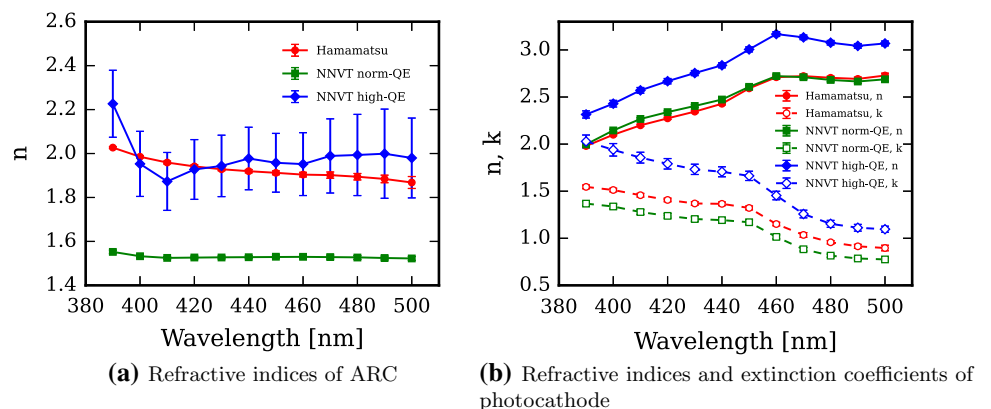 2.6
2.4
2.2
2.0
1.8
1.6
1.4
n
380 400 420 440 460 480 500
Wavelength [nm]
Hamamatsu
NNVT norm-QE
NNVT high-QE
(a) Refractive indices of ARC
3.0
2.5
2.0
1.5
1.0
0.5
n, k
380 400 420 440 460 480 500
Wavelength [nm]
Hamamatsu, n
Hamamatsu, k
NNVT norm-QE, n
NNVT norm-QE, k
NNVT high-QE, n
NNVT high-QE, k
(b) Refractive indices and extinction coefficients of
photocathode